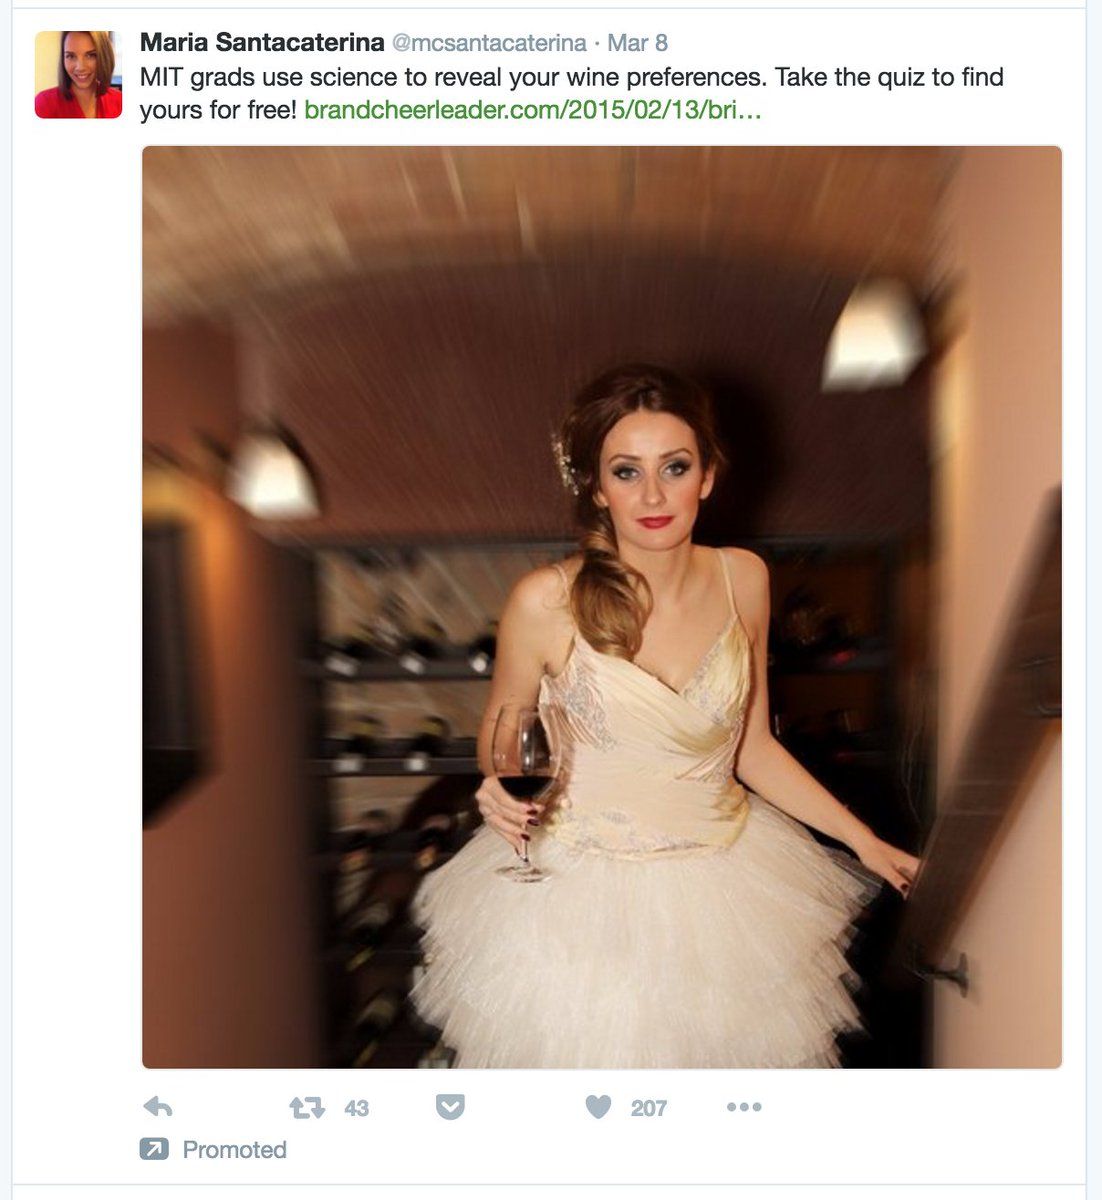 Maria Santacaterina @mcsantacaterina · Mar 8
MIT grads use science to reveal your wine preferences. Take the quiz to find
yours for free! brandcheerleader.com/2015/02/13/bri…
43 207
Promoted